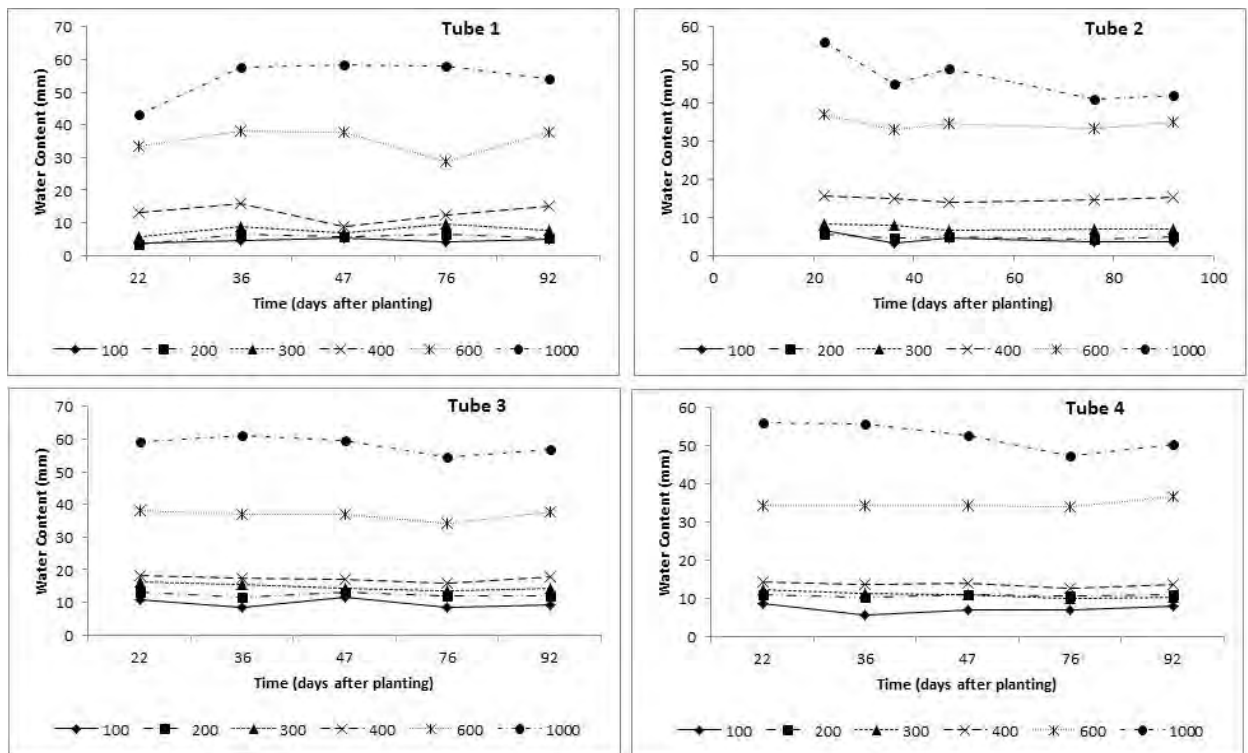 Tube 1
Water Content (mm)
70
60
50
40
30
20
10
0
22 36 47 76 92
Time (days after planting)
100 200 300 400 600 1000
Tube 2
Water Content (mm)
60
50
40
30
20
10
0
0 20 40 60 80 100
Time (days after planting)
100 200 300 400 600 1000
Tube 3
Water Content (mm)
70
60
50
40
30
20
10
0
22 36 47 76 92
Time (days after planting)
100 200 300 400 600 1000
Tube 4
Water Content (mm)
60
50
40
30
20
10
0
22 36 47 76 92
Time (days after planting)
100 200 300 400 600 1000